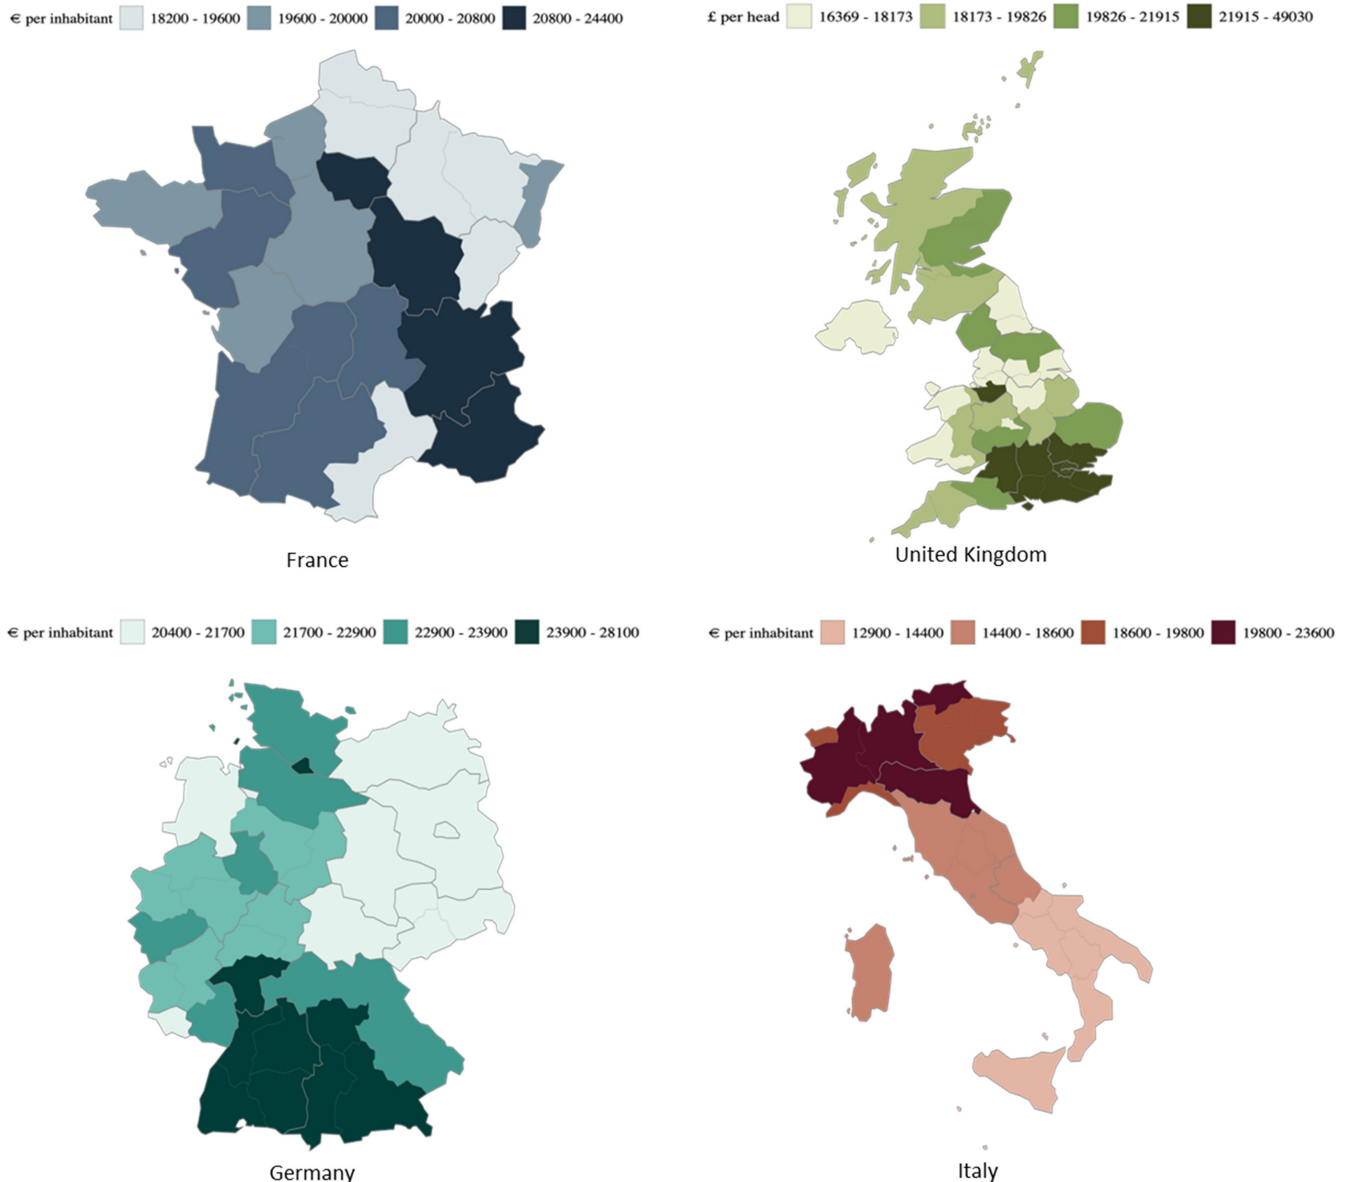 € per inhabitant 18200 - 19600 19600 - 20000 20000 - 20800 20800 - 24400
£ per head 16369 - 18173 18173 - 19826 19826 - 21915 21915 - 49030
France
United Kingdom
€ per inhabitant 20400 - 21700 21700 - 22900 22900 - 23900 23900 - 28100
€ per inhabitant 12900 - 14400 14400 - 18600 18600 - 19800 19800 - 23600
Germany
Italy